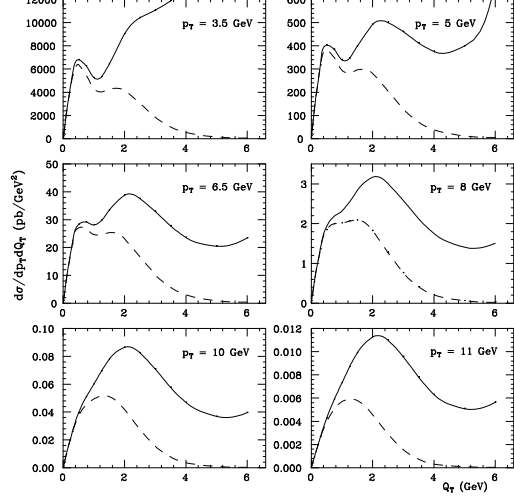 12000
10000
8000
6000
4000
2000
0
0 2 4 6
p_T = 3.5 GeV
600
500
400
300
200
100
0
0 2 4 6
p_T = 5 GeV
dσ/dp_TdQ_T (pb/GeV²)
50
40
30
20
10
0
0 2 4 6
p_T = 6.5 GeV
3
2
1
0
0 2 4 6
p_T = 8 GeV
0.10
0.08
0.06
0.04
0.02
0.00
0 2 4 6
p_T = 10 GeV
0.012
0.010
0.008
0.006
0.004
0.002
0.000
0 2 4 6
p_T = 11 GeV
Q_T (GeV)